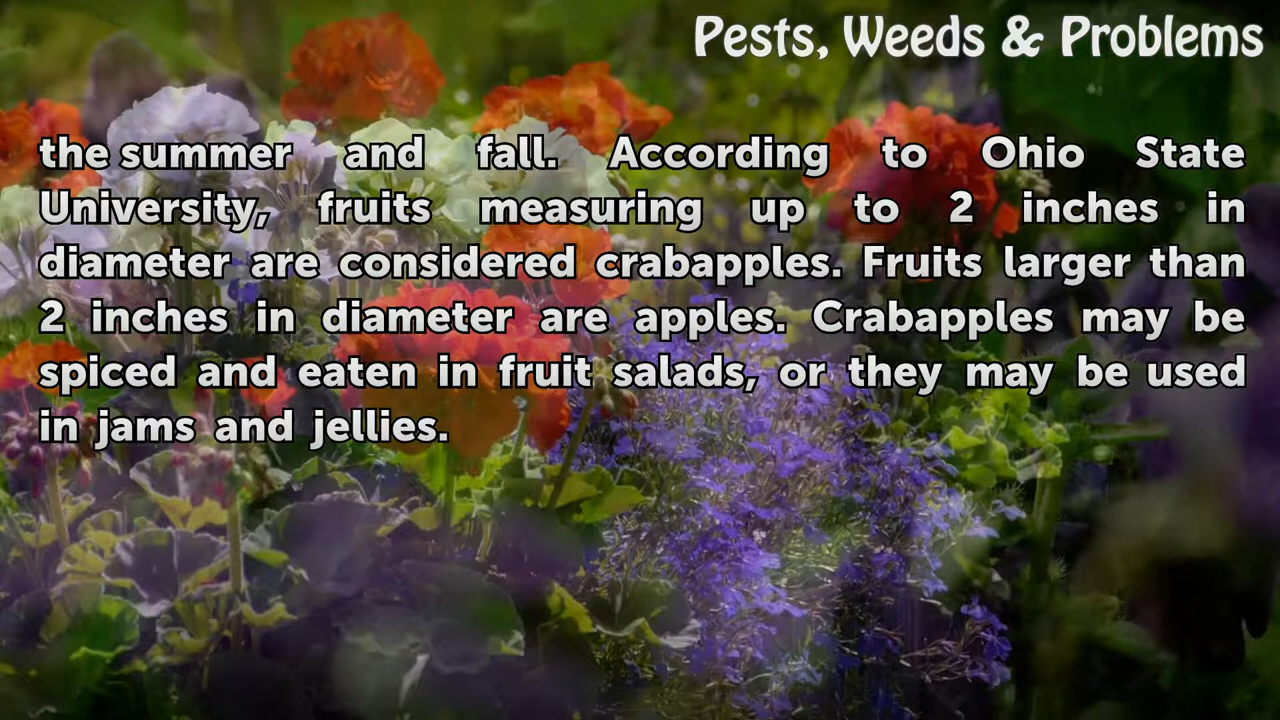 Pests, Weeds & Problems
the summer and fall. According to Ohio State
University, fruits measuring up to 2 inches in
diameter are considered crabapples. Fruits larger than
2 inches in diameter are apples. Crabapples may be
spiced and eaten in fruit salads, or they may be used
in jams and jellies.